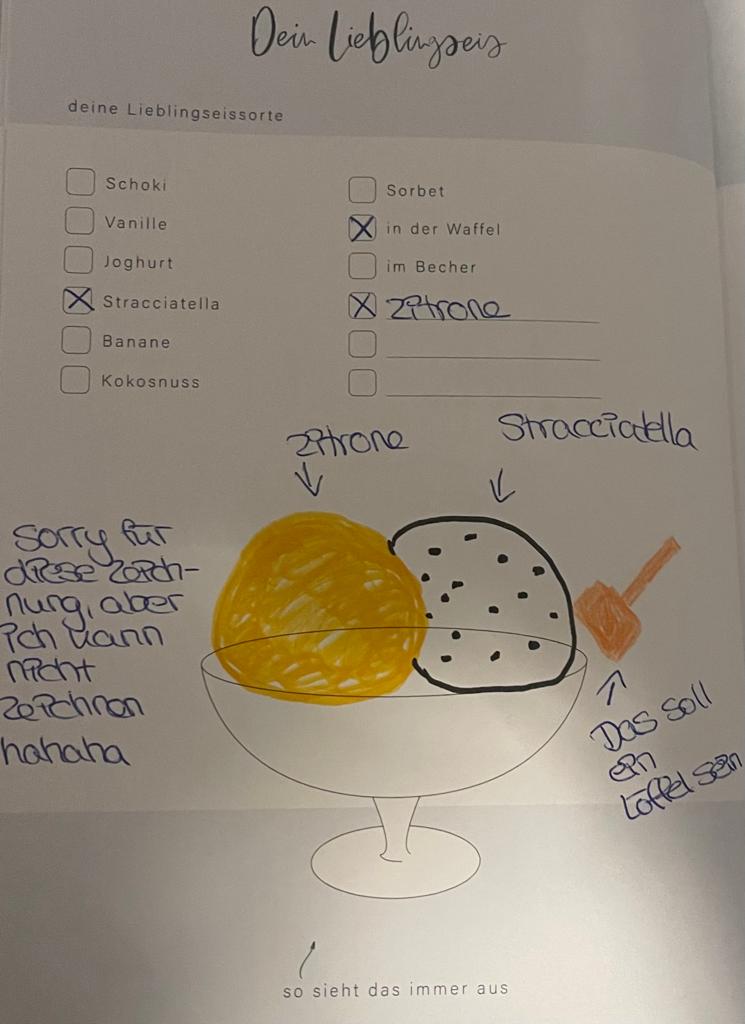 Dein Lieblingseis
deine Lieblingseissorte
Schoki
Vanille
Joghurt
Stracciatella
Banane
Kokosnuss
Sorbet
in der Waffel
im Becher
Zitrone
Zitrone
Stracciatella
Sorry für
diese Zeich-
nung, aber
ich kann
nicht
zeichnen
hahaha
Das soll
ein
Löffel sein
so sieht das immer aus